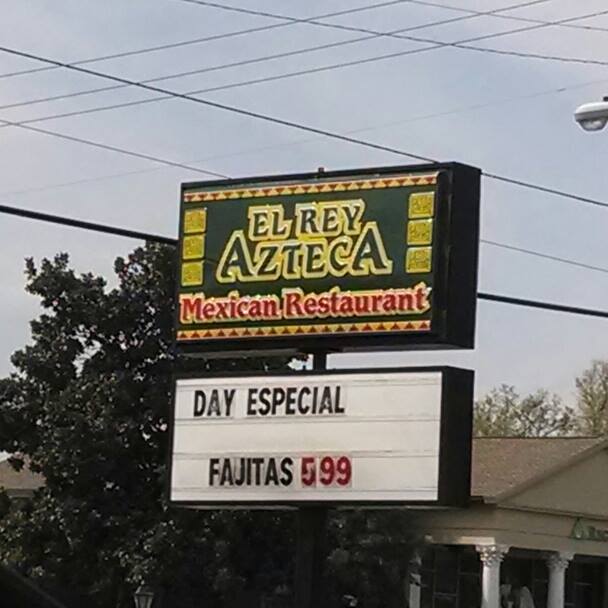 EL REY
AZTECA
Mexican Restaurant
DAY ESPECIAL
FAJITAS 599